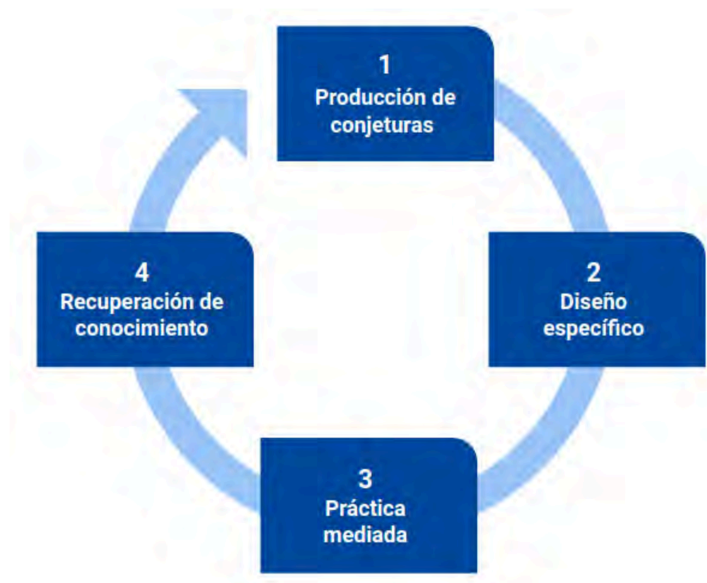 1
Producción de
conjeturas
2
Diseño
específico
3
Práctica
mediada
4
Recuperación de
conocimiento